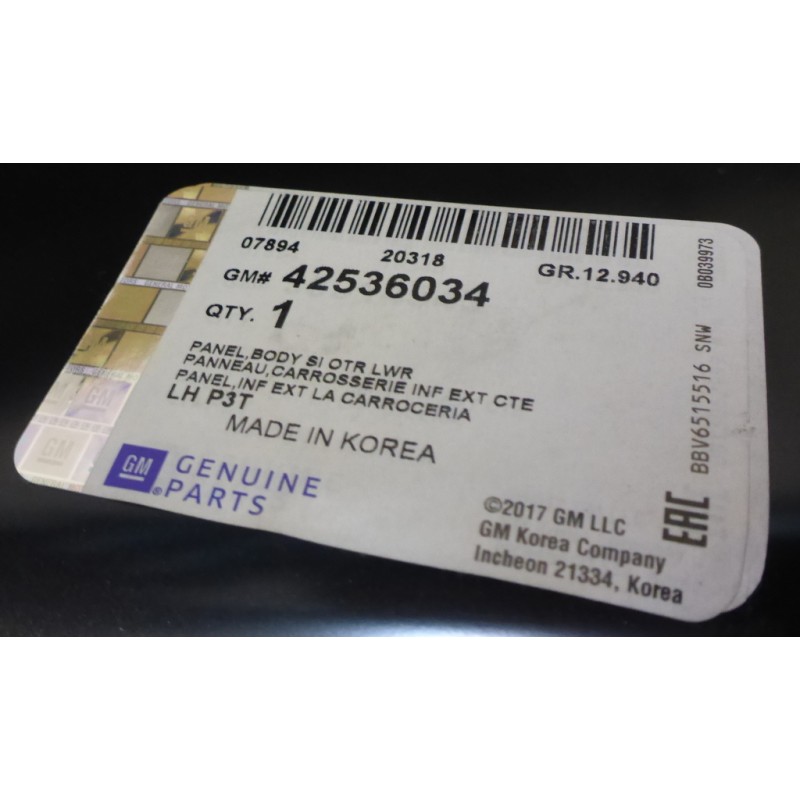 07894 20318 GR.12.940
GM# 42536034
QTY. 1
PANEL,BODY SI OTR LWR
PANNEAU,CARROSSERIE INF EXT CTE
PANEL,INF EXT LA CARROCERIA
LH P3T
MADE IN KOREA
GM GENUINE
PARTS
®
©2017 GM LLC
GM Korea Company
Incheon 21334, Korea
EAC
BBV6515516 SNW 0B039973
GM
GM